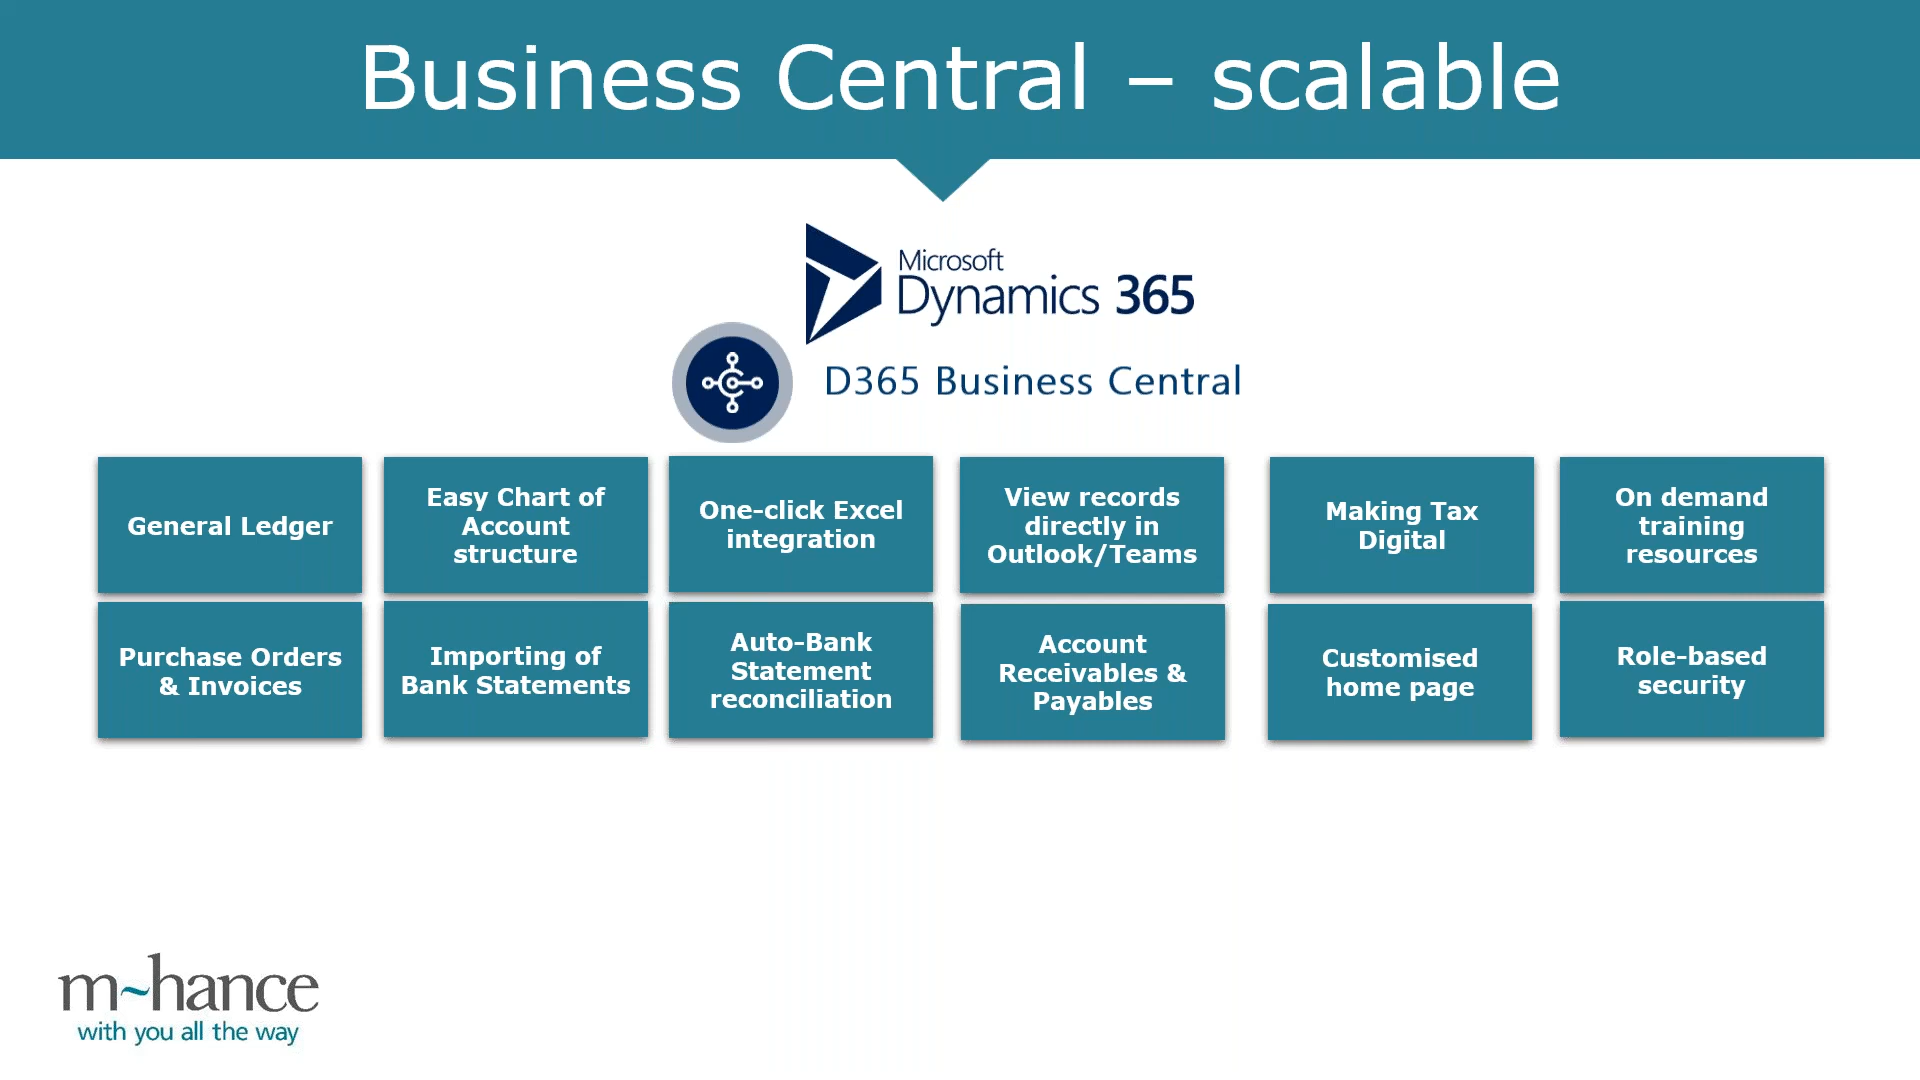 Business Central – scalable
Microsoft
Dynamics 365
D365 Business Central
General Ledger
Easy Chart of
Account
structure
One-click Excel
integration
View records
directly in
Outlook/Teams
Making Tax
Digital
On demand
training
resources
Purchase Orders
& Invoices
Importing of
Bank Statements
Auto-Bank
Statement
reconciliation
Account
Receivables &
Payables
Customised
home page
Role-based
security
m~hance
with you all the way